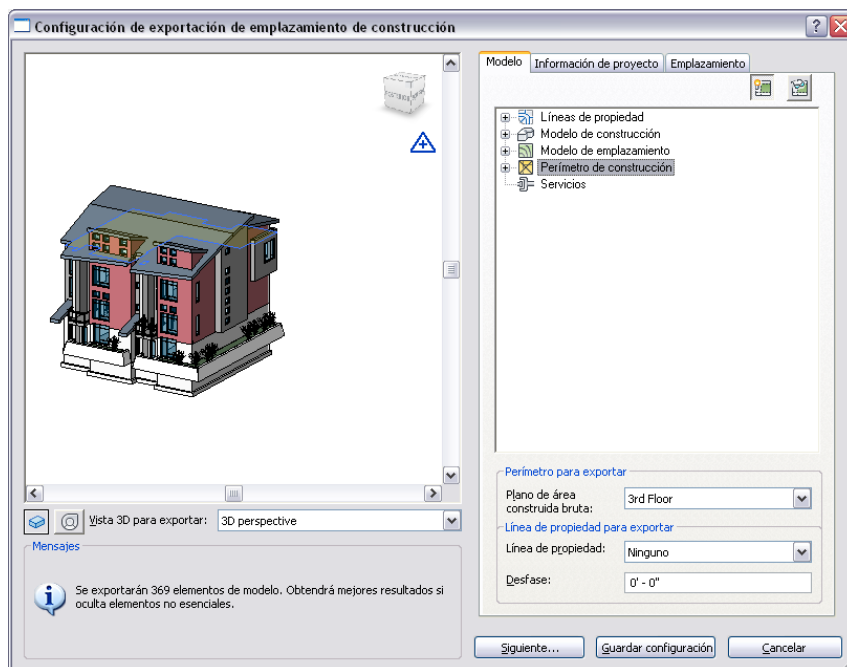 Configuración de exportación de emplazamiento de construcción
Modelo
Información de proyecto
Emplazamiento
Líneas de propiedad
Modelo de construcción
Modelo de emplazamiento
Perímetro de construcción
Servicios
Perímetro para exportar
Plano de área
construida bruta:
3rd Floor
Línea de propiedad para exportar
Línea de propiedad:
Ninguno
Desfase:
0' - 0"
Vista 3D para exportar:
3D perspective
Mensajes
Se exportarán 369 elementos de modelo. Obtendrá mejores resultados si
oculta elementos no esenciales.
Siguiente...
Guardar configuración
Cancelar